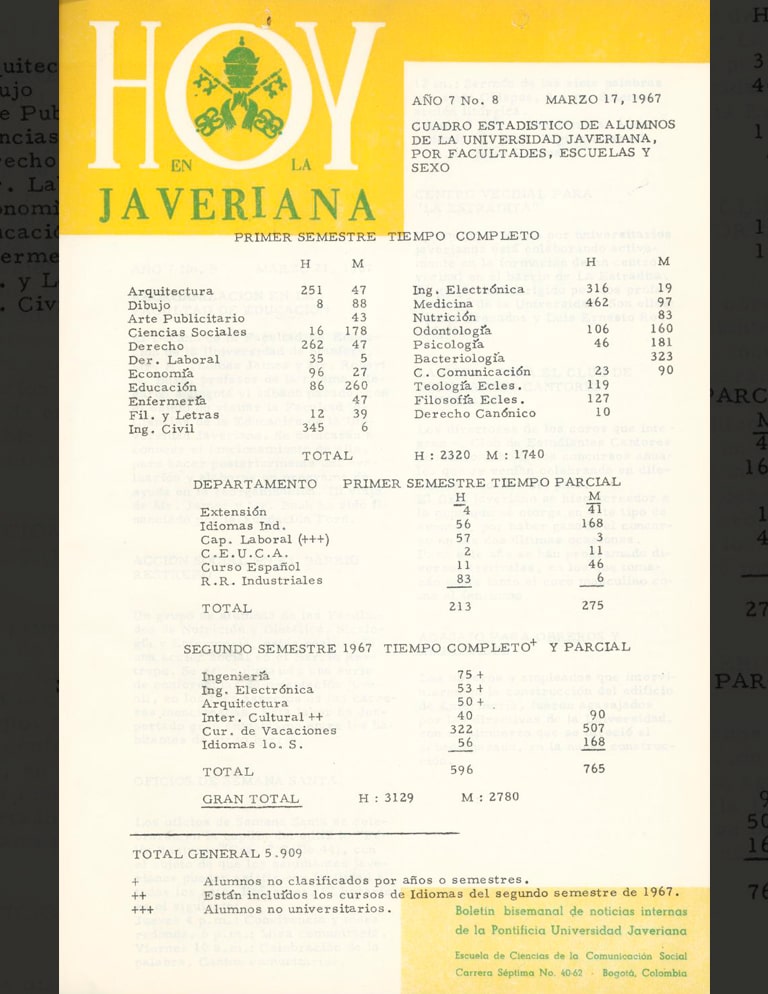 HOY
EN LA
JAVERIANA
AÑO 7 No. 8 MARZO 17, 1967
CUADRO ESTADISTICO DE ALUMNOS
DE LA UNIVERSIDAD JAVERIANA,
POR FACULTADES, ESCUELAS Y
SEXO
PRIMER SEMESTRE TIEMPO COMPLETO
H M
Arquitectura 251 47
Dibujo 8 88
Arte Publicitario 43
Ciencias Sociales 16 178
Derecho 262 47
Der. Laboral 35 5
Economía 96 27
Educación 86 260
Enfermería 47
Fil. y Letras 12 39
Ing. Civil 345 6
H M
Ing. Electrónica 316 19
Medicina 462 97
Nutrición 83
Odontología 106 160
Psicología 46 181
Bacteriología 323
C. Comunicación 23 90
Teología Ecles. 119
Filosofía Ecles. 127
Derecho Canónico 10
TOTAL H : 2320 M : 1740
DEPARTAMENTO PRIMER SEMESTRE TIEMPO PARCIAL
H M
Extensión 4 41
Idiomas Ind. 56 168
Cap. Laboral (+++) 57 3
C.E.U.C.A. 2 11
Curso Español 11 46
R.R. Industriales 83 6
TOTAL 213 275
SEGUNDO SEMESTRE 1967 TIEMPO COMPLETO+ Y PARCIAL
Ingeniería 75 +
Ing. Electrónica 53 +
Arquitectura 50 +
Inter. Cultural ++ 40 90
Cur. de Vacaciones 322 507
Idiomas 1o. S. 56 168
TOTAL 596 765
GRAN TOTAL H : 3129 M : 2780
TOTAL GENERAL 5.909
+ Alumnos no clasificados por años o semestres.
++ Están incluídos los cursos de Idiomas del segundo semestre de 1967.
+++ Alumnos no universitarios.
Boletín bisemanal de noticias internas
de la Pontificia Universidad Javeriana
Escuela de Ciencias de la Comunicación Social
Carrera Séptima No. 40-62 - Bogotá, Colombia